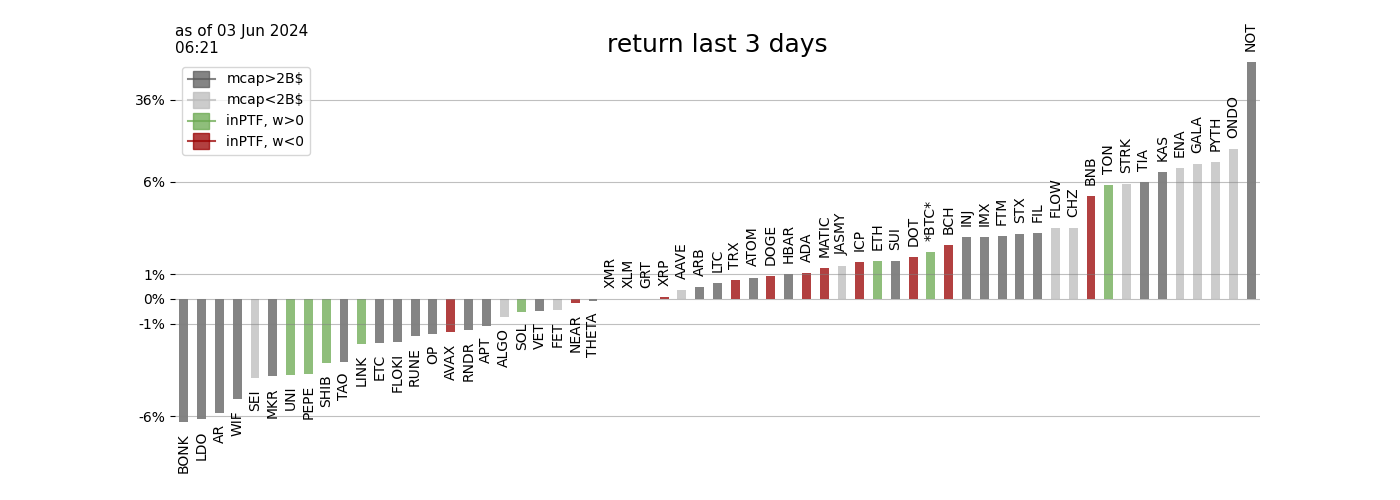 as of 03 Jun 2024
06:21
return last 3 days
mcap>2B$
mcap<2B$
inPTF, w>0
inPTF, w<0
36%
6%
1%
0%
-1%
-6%
BONK
LDO
AR
WIF
SEI
MKR
UNI
PEPE
SHIB
TAO
LINK
ETC
FLOKI
RUNE
OP
AVAX
RNDR
APT
ALGO
SOL
VET
FET
NEAR
THETA
XMR
XLM
GRT
XRP
AAVE
ARB
LTC
TRX
ATOM
DOGE
HBAR
ADA
MATIC
JASMY
ICP
ETH
SUI
DOT
*BTC*
BCH
INJ
IMX
FTM
STX
FIL
FLOW
CHZ
BNB
TON
STRK
TIA
KAS
ENA
GALA
PYTH
ONDO
NOT